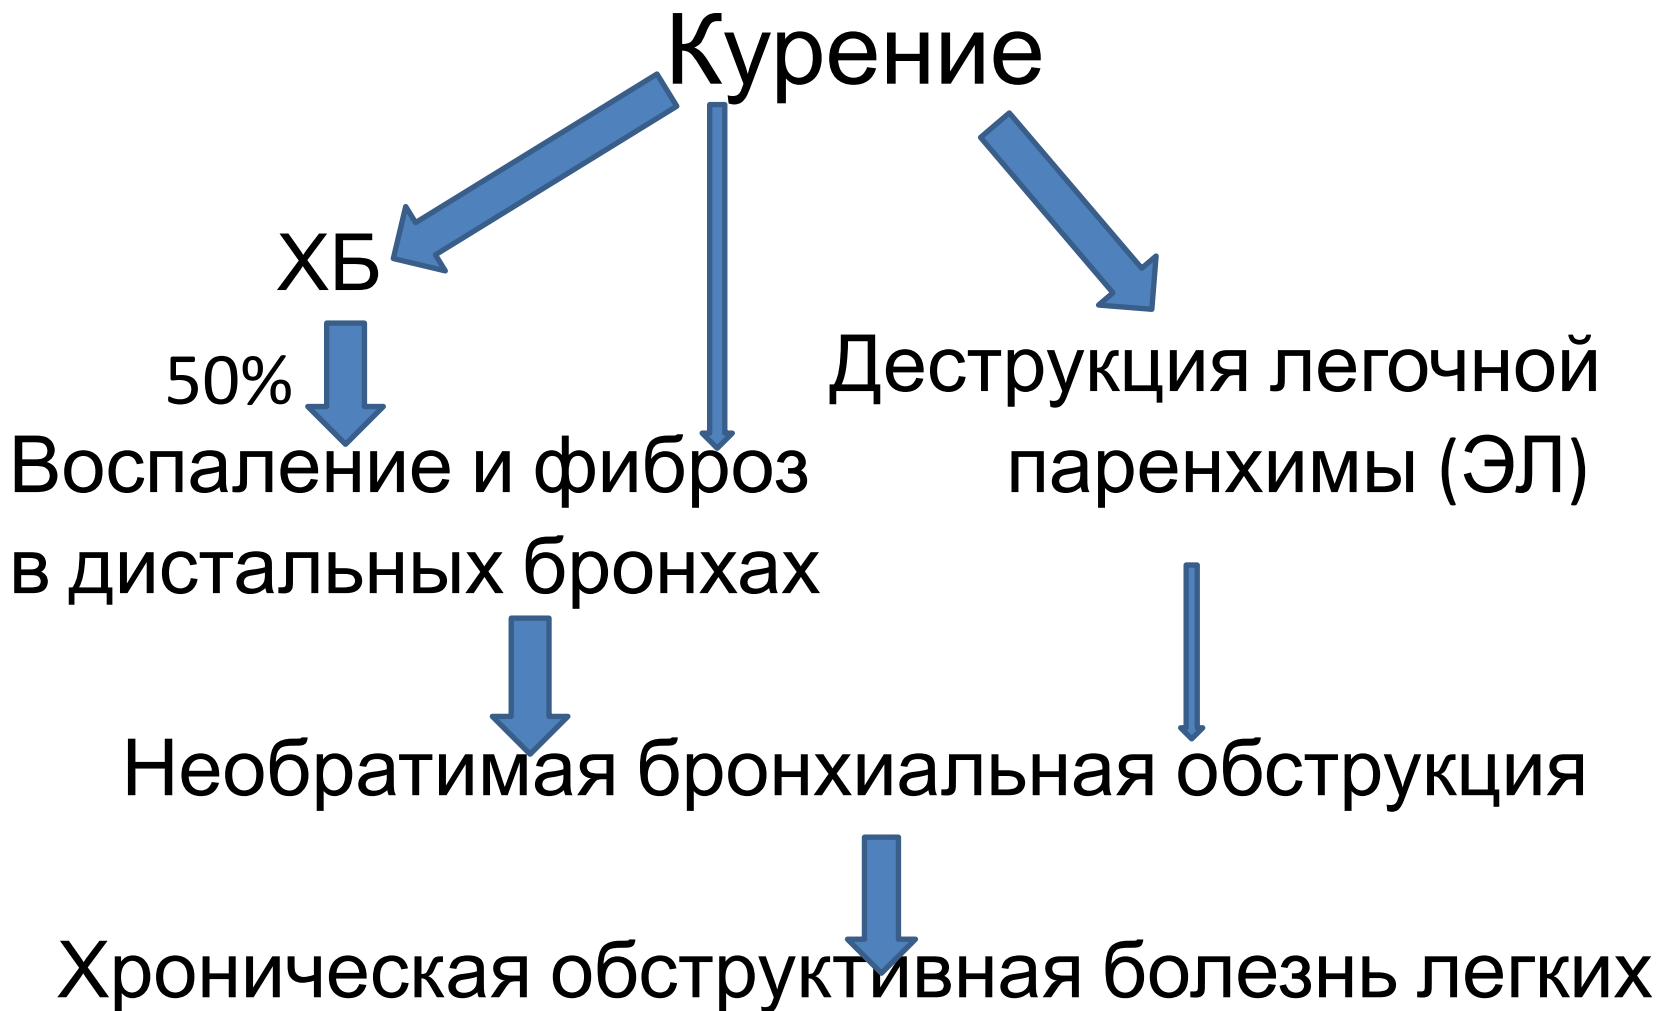 Курение
ХБ
50%
Деструкция легочной
паренхимы (ЭЛ)
Воспаление и фиброз
в дистальных бронхах
Необратимая бронхиальная обструкция
Хроническая обструктивная болезнь легких